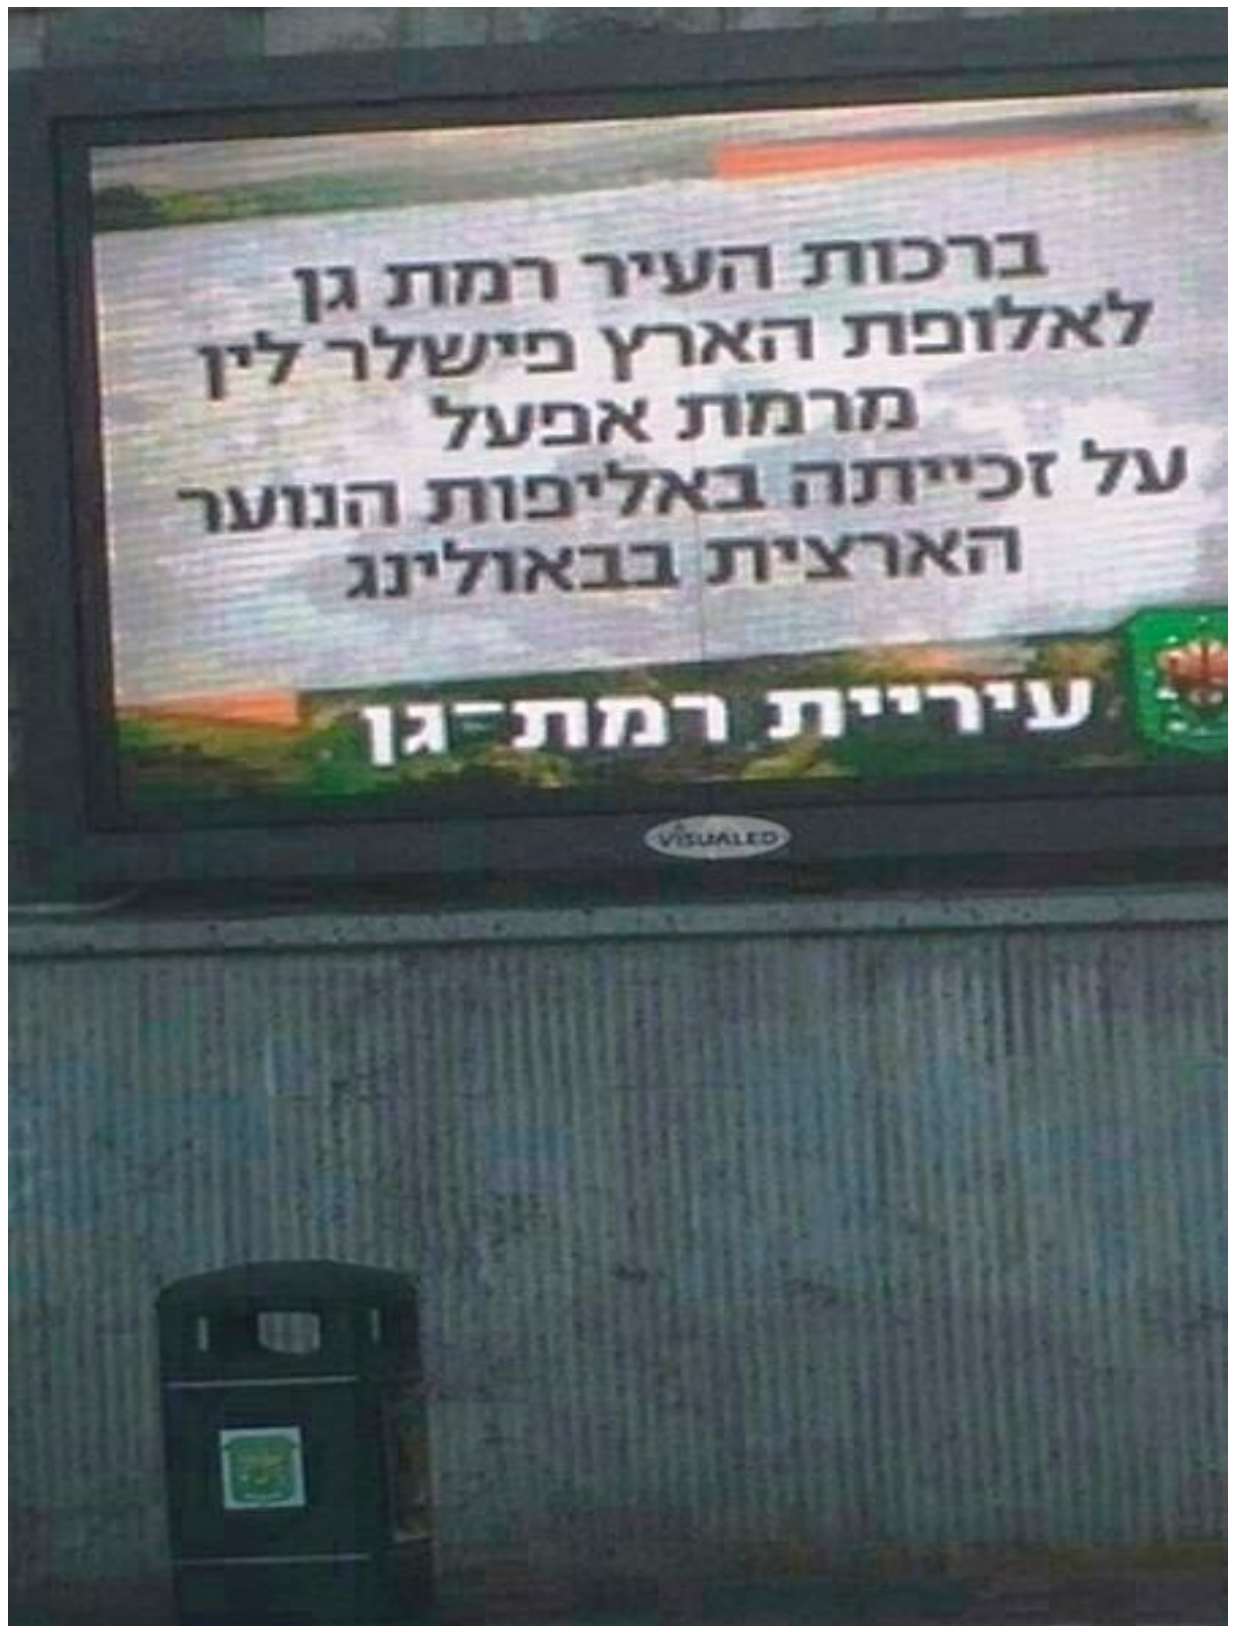 ברכות העיר רמת גן
לאלופת הארץ פישלר לין
מרמת אפעל
על זכייתה באליפות הנוער
הארצית בבאולינג
עיריית רמת-גן
VISUALED